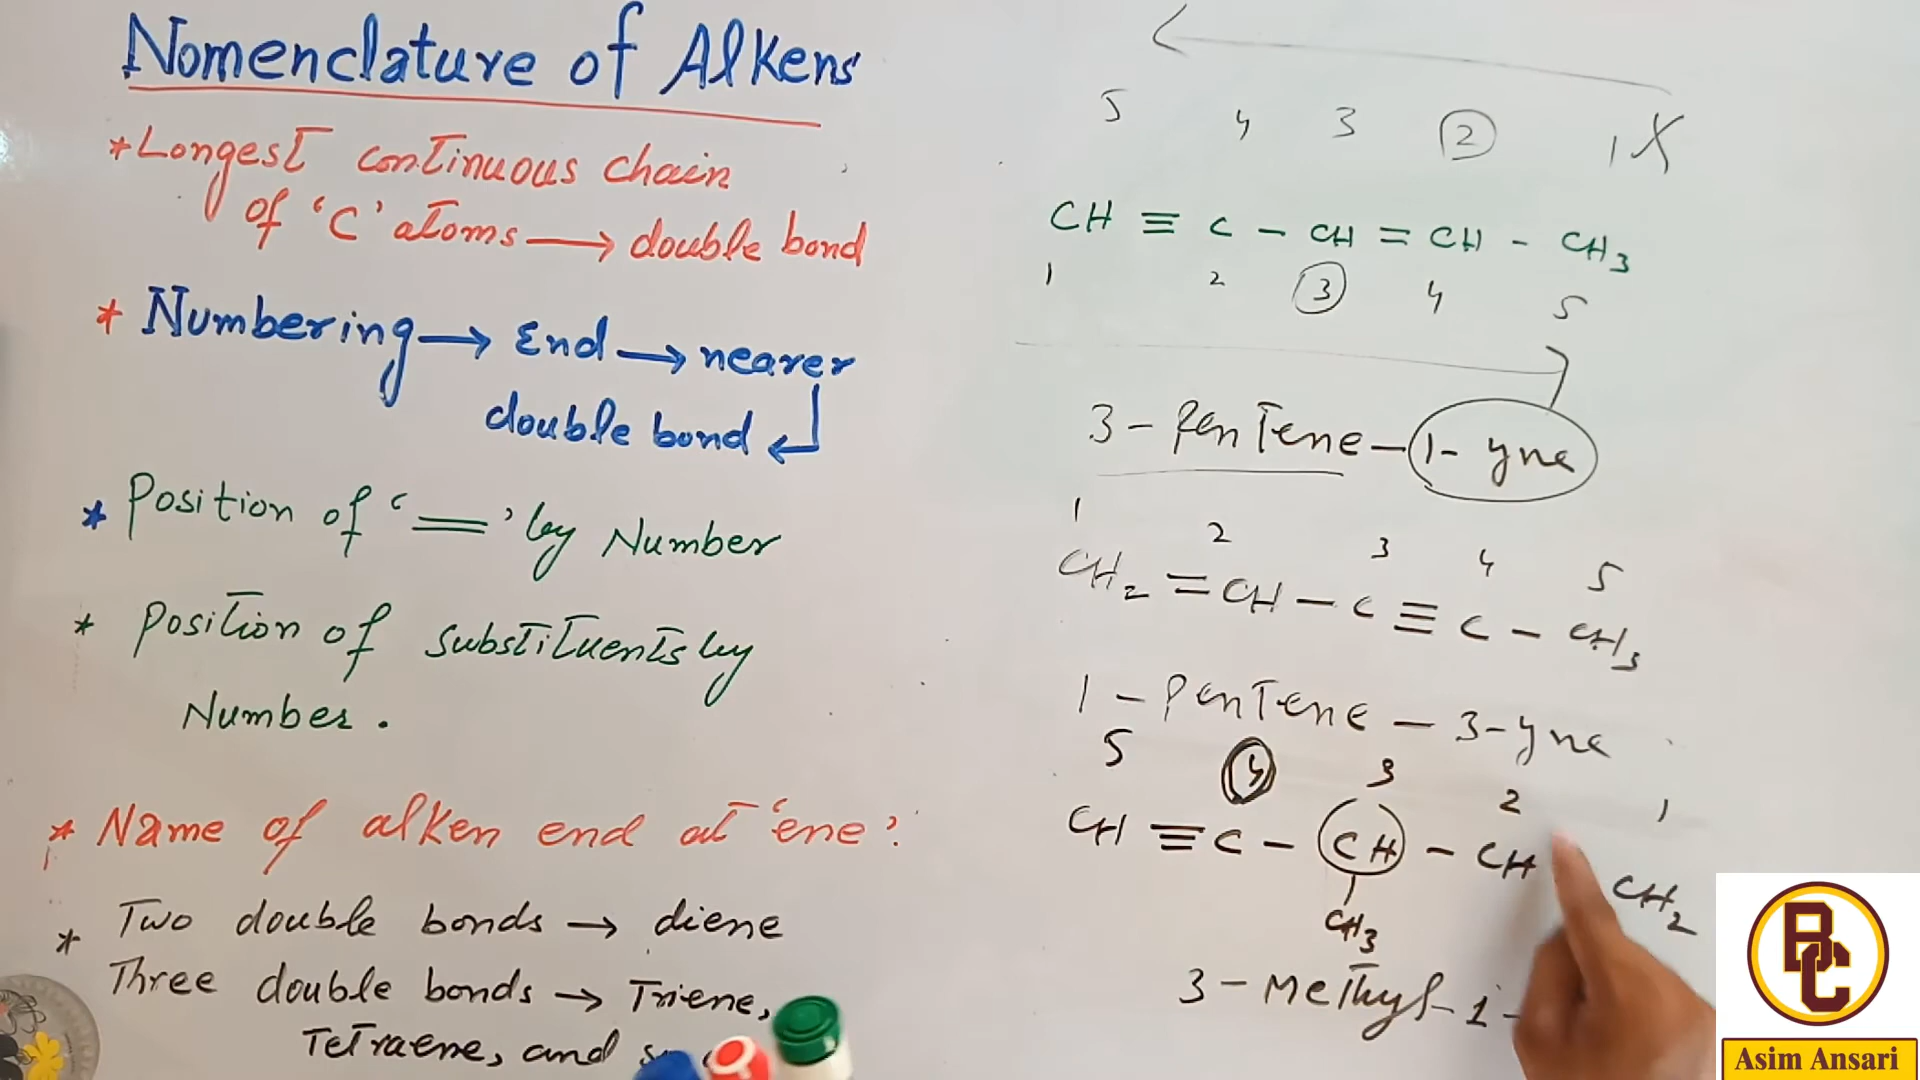 Nomenclature of Alkens
*Longest continuous chain
of 'C' atoms → double bond
* Numbering → End → nearer
double bond ↲
* Position of '=' by Number
* Position of substituents by
Number.
* Name of alken end at 'ene'.
* Two double bonds → diene
Three double bonds → Triene,
Tetraene, and
5 4 3 2 1 X
CH ≡ C - CH = CH - CH3
1 2 3 4 5
3 - Pentene - 1 - yne
1 2 3 4 5
CH2 = CH - C ≡ C - CH3
1 - Pentene - 3 - yne
5 4 3 2 1
CH ≡ C - CH - CH CH2
CH3
3 - Methyl - 1 -
BC
Asim Ansari